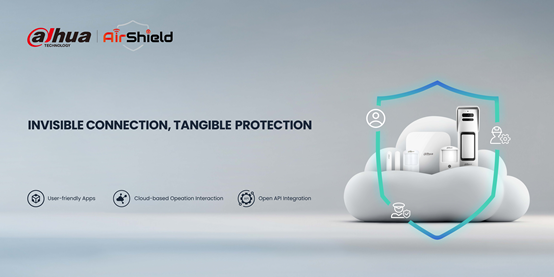 alhua
TECHNOLOGY
AirShield
INVISIBLE CONNECTION, TANGIBLE PROTECTION
User-friendly Apps
Cloud-based Opeation Interaction
Open API Integration